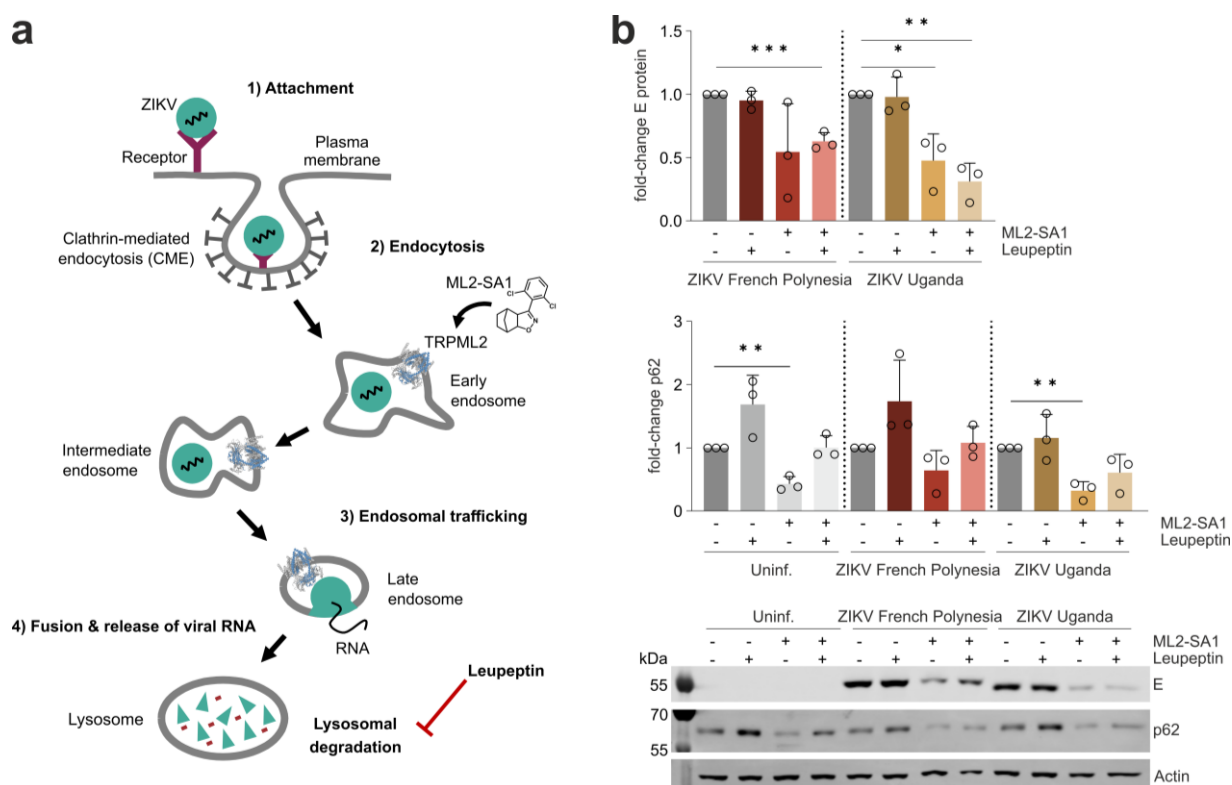 a
1) Attachment
ZIKV
Receptor
Plasma
membrane
Clathrin-mediated
endocytosis (CME)
2) Endocytosis
ML2-SA1
Cl
Cl
N
O
TRPML2
Early
endosome
Intermediate
endosome
3) Endosomal trafficking
Late
endosome
RNA
4) Fusion & release of viral RNA
Leupeptin
Lysosome
Lysosomal
degradation
b
fold-change E protein
1.5
1.0
0.5
0.0
* * *
* *
*
- - + + - - + + ML2-SA1
- + - + - + - + Leupeptin
ZIKV French Polynesia ZIKV Uganda
fold-change p62
3
2
1
0
* *
* *
- - + + - - + + - - + + ML2-SA1
- + - + - + - + - + - + Leupeptin
Uninf. ZIKV French Polynesia ZIKV Uganda
Uninf. ZIKV French Polynesia ZIKV Uganda
- - + + - - + + - - + + ML2-SA1
kDa - + - + - + - + - + - + Leupeptin
55 E
70
p62
55
Actin